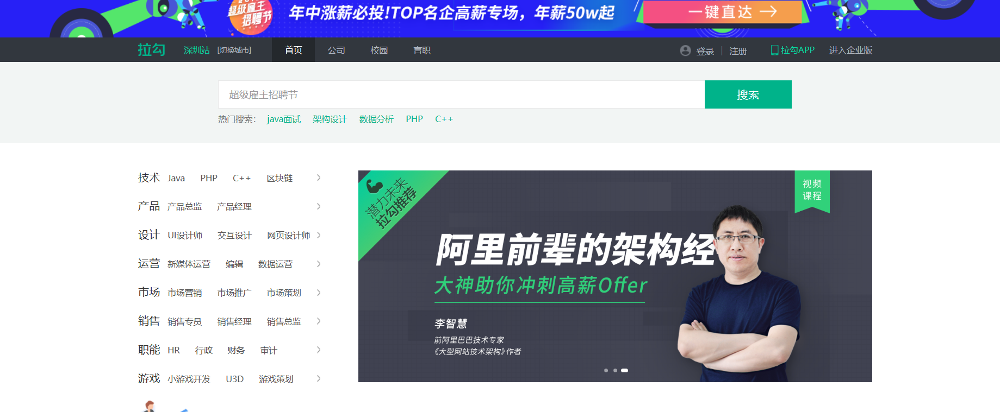 超级雇主
招聘节
年中涨薪必投!TOP名企高薪专场，年薪50w起
一键直达
拉勾 深圳站 [切换城市] 首页 公司 校园 言职 登录 | 注册 拉勾APP 进入企业版
超级雇主招聘节 搜索
热门搜索： java面试 架构设计 数据分析 PHP C++
技术 Java PHP C++ 区块链
产品 产品总监 产品经理
设计 UI设计师 交互设计 网页设计师
运营 新媒体运营 编辑 数据运营
市场 市场营销 市场推广 市场策划
销售 销售专员 销售经理 销售总监
职能 HR 行政 财务 审计
游戏 小游戏开发 U3D 游戏策划
潜力未来
拉勾推荐
视频
课程
阿里前辈的架构经
大神助你冲刺高薪Offer
李智慧
前阿里巴巴技术专家
《大型网站技术架构》作者